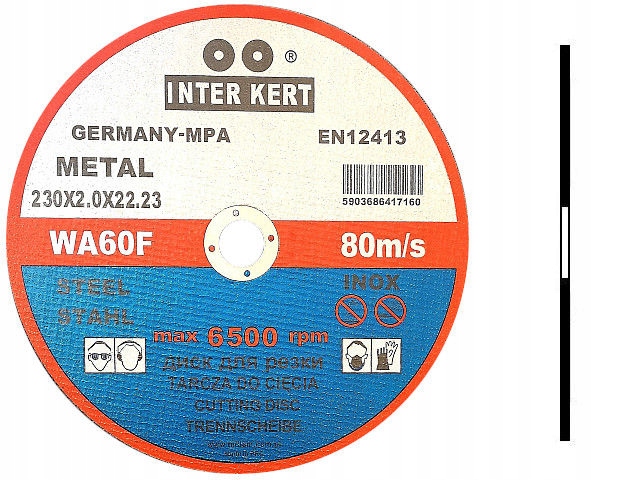 ®
INTER KERT
GERMANY-MPA EN12413
METAL
230X2.0X22.23
5903686417160
WA60F 80m/s
STEEL INOX
STAHL
max 6500 rpm
диск для резки
TARCZA DO CIECIA
CUTTING DISC
TRENNSCHEIBE